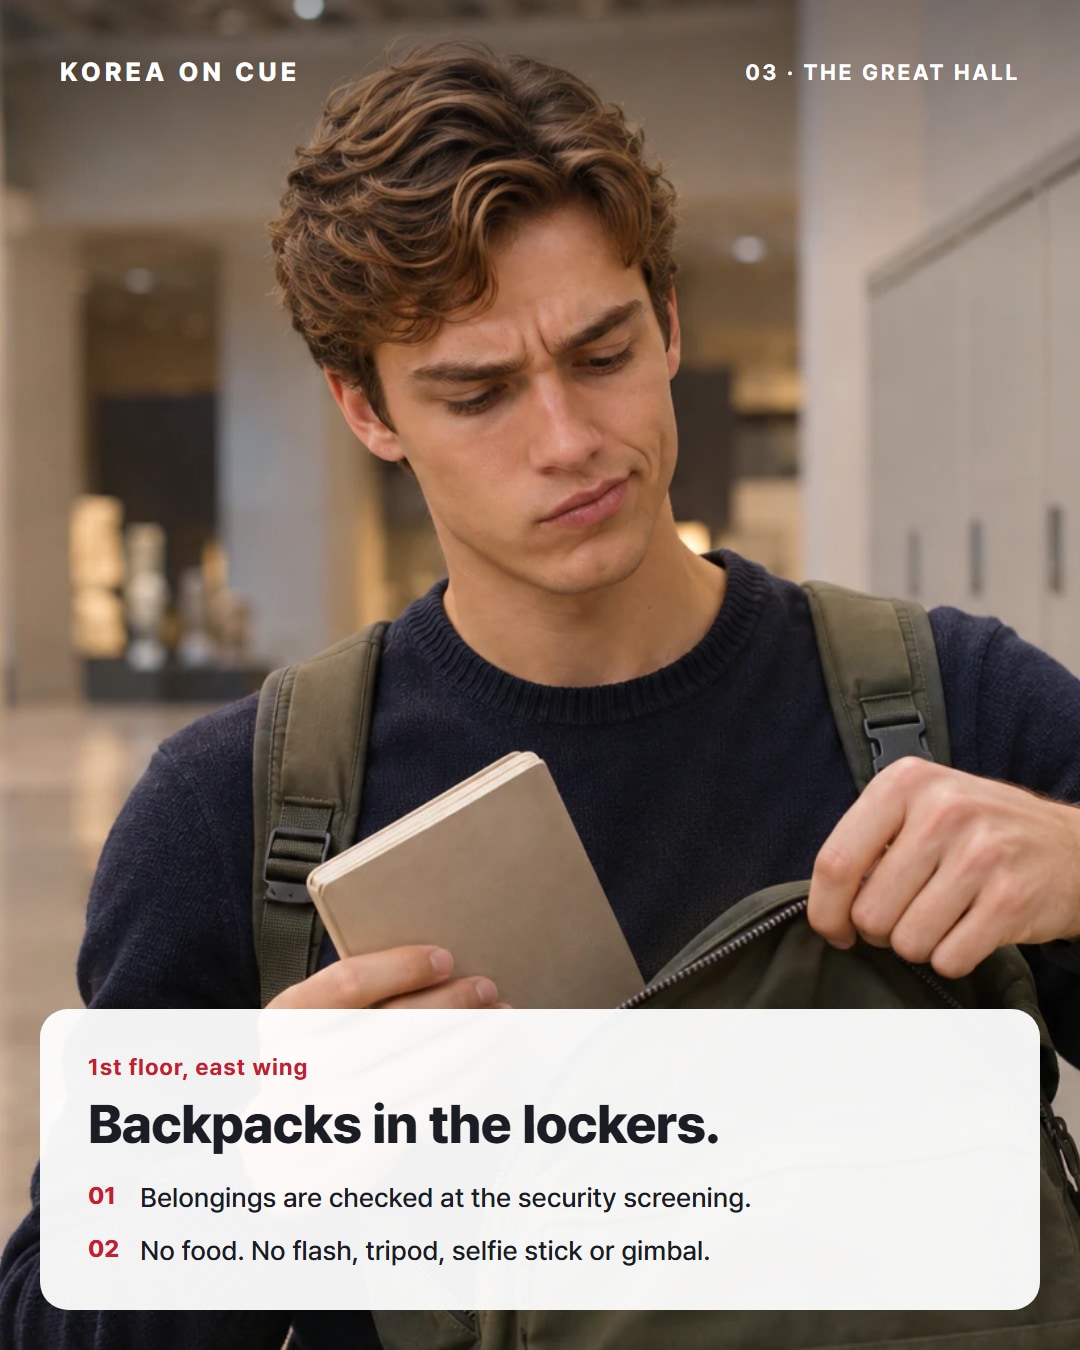 KOREA ON CUE
03 · THE GREAT HALL
1st floor, east wing
Backpacks in the lockers.
01 Belongings are checked at the security screening.
02 No food. No flash, tripod, selfie stick or gimbal.